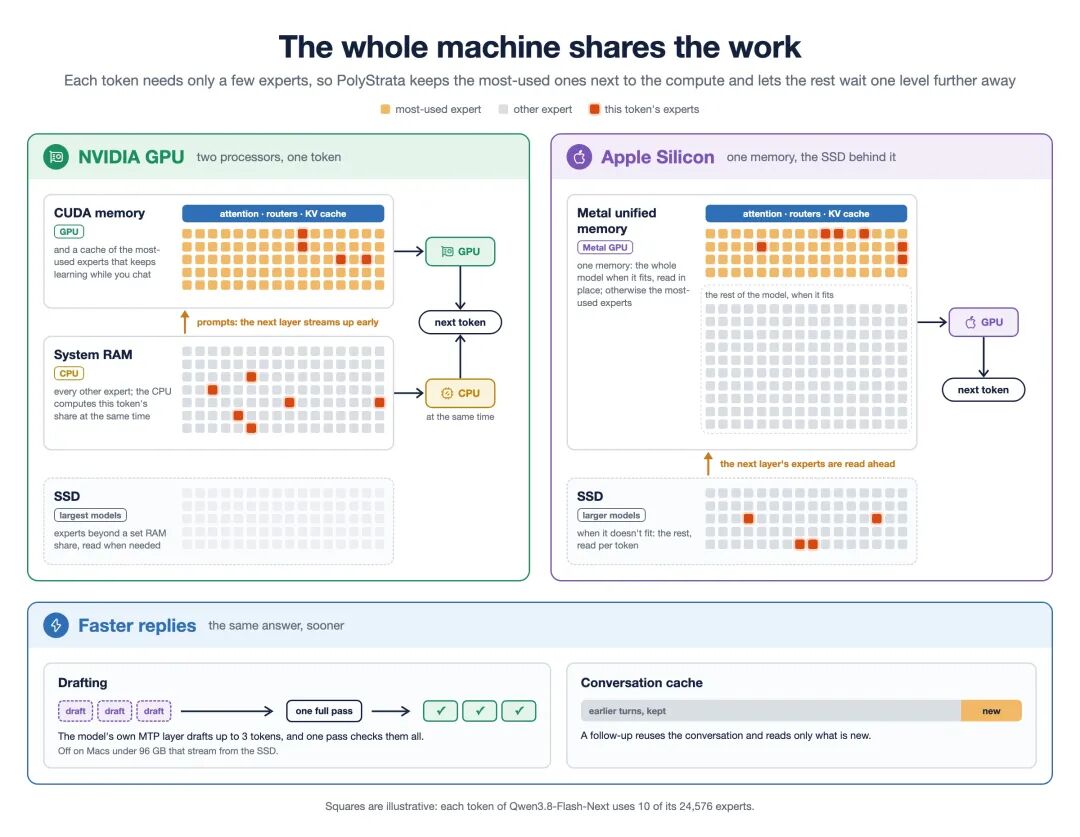 The whole machine shares the work
Each token needs only a few experts, so PolyStrata keeps the most-used ones next to the compute and lets the rest wait one level further away
most-used expert
other expert
this token's experts
NVIDIA GPU
two processors, one token
CUDA memory
GPU
and a cache of the most-
used experts that keeps
learning while you chat
attention · routers · KV cache
GPU
next token
prompts: the next layer streams up early
System RAM
CPU
every other expert; the CPU
computes this token's
share at the same time
CPU
at the same time
SSD
largest models
experts beyond a set RAM
share, read when needed
Apple Silicon
one memory, the SSD behind it
Metal unified
memory
Metal GPU
one memory: the whole
model when it fits, read in
place; otherwise the most-
used experts
attention · routers · KV cache
the rest of the model, when it fits
GPU
next token
the next layer's experts are read ahead
SSD
larger models
when it doesn't fit: the rest,
read per token
Faster replies
the same answer, sooner
Drafting
draft
draft
draft
one full pass
✓
✓
✓
The model's own MTP layer drafts up to 3 tokens, and one pass checks them all.
Off on Macs under 96 GB that stream from the SSD.
Conversation cache
earlier turns, kept
new
A follow-up reuses the conversation and reads only what is new.
Squares are illustrative: each token of Qwen3.8-Flash-Next uses 10 of its 24,576 experts.